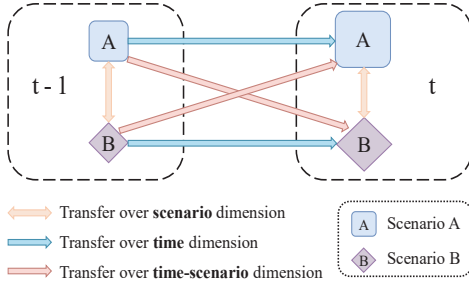 A
A
t - 1
t
B
B
Transfer over scenario dimension
Transfer over time dimension
Transfer over time-scenario dimension
A Scenario A
B Scenario B